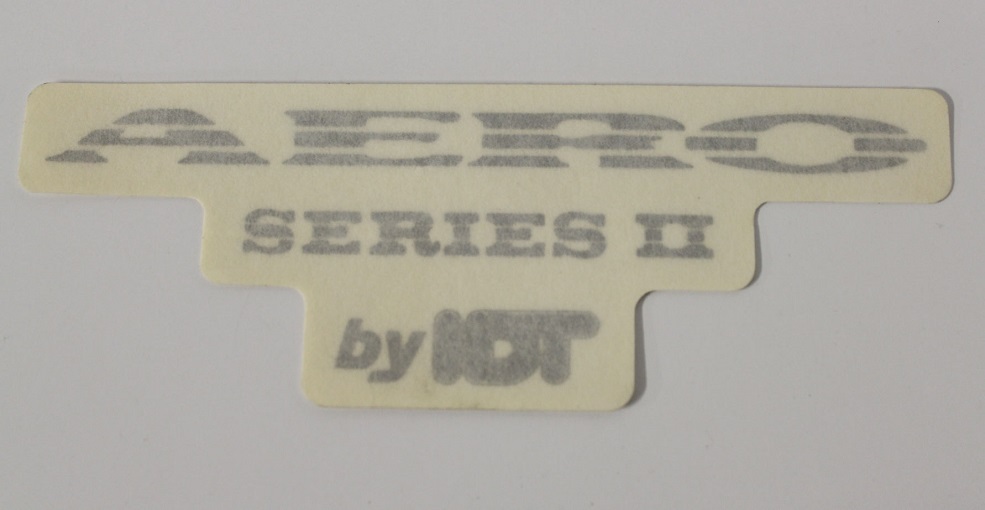 AERO
SERIES II
by HDT